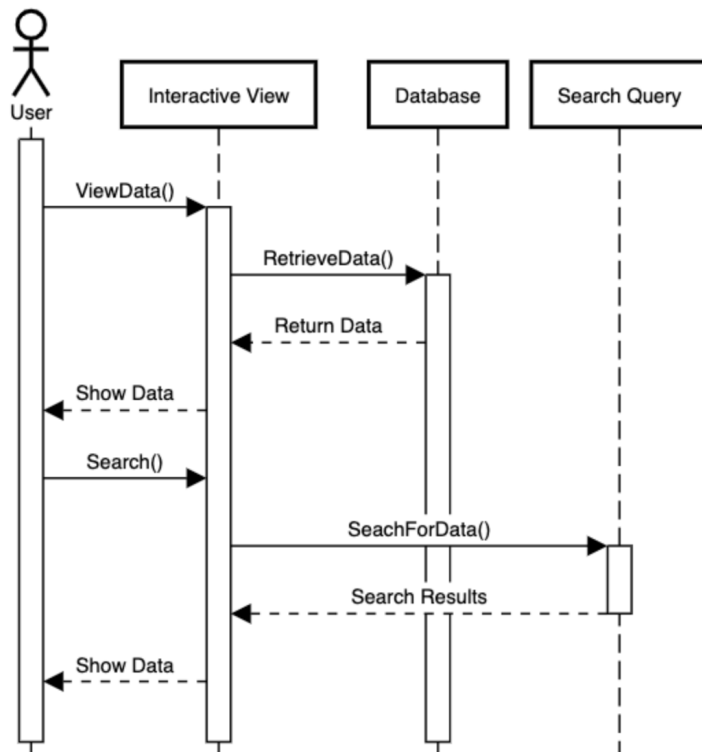 User
Interactive View
Database
Search Query
ViewData()
RetrieveData()
Return Data
Show Data
Search()
SeachForData()
Search Results
Show Data